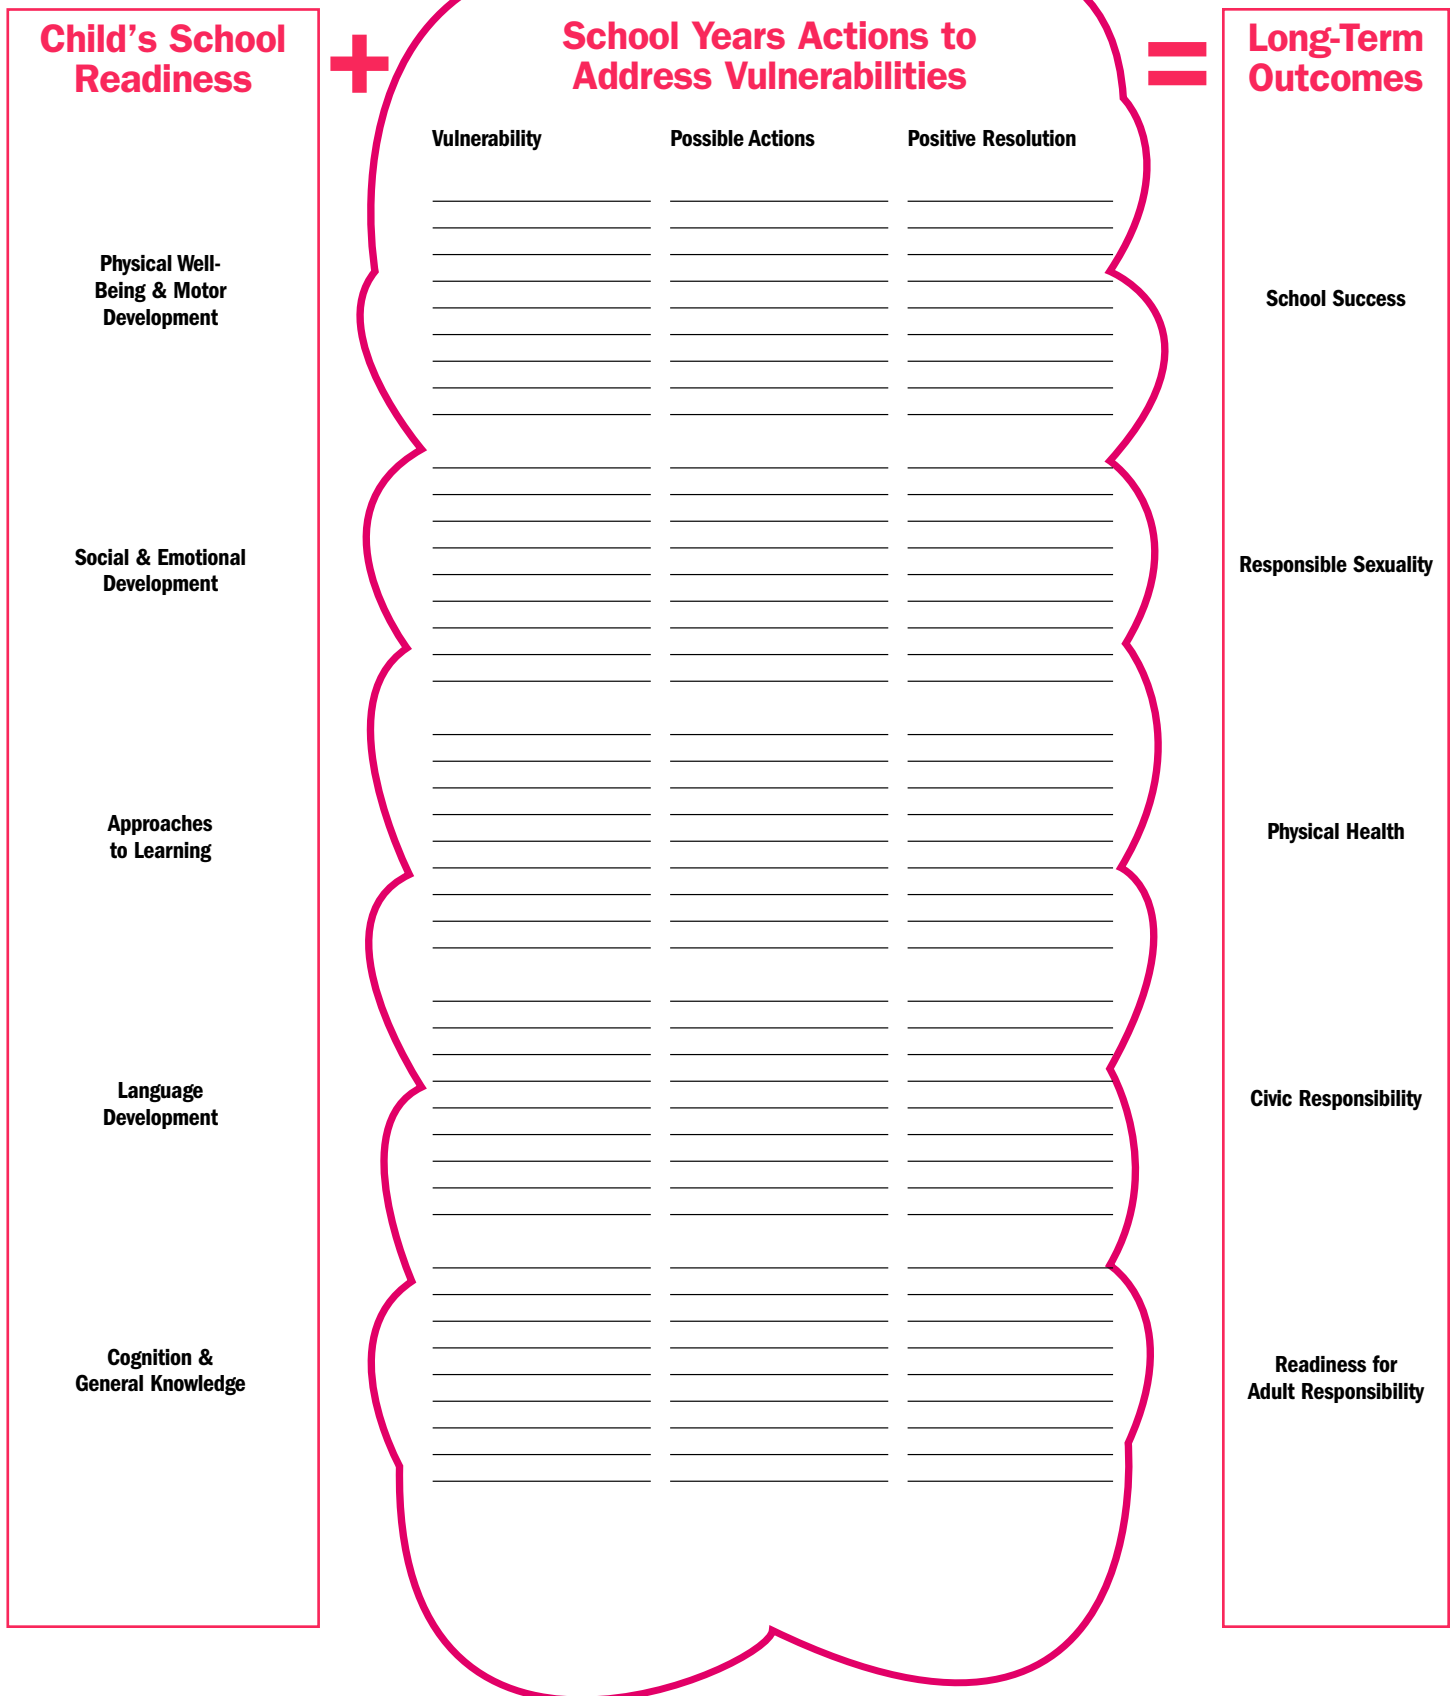 Child's School
Readiness
+
School Years Actions to
Address Vulnerabilities
=
Long-Term
Outcomes
Vulnerability
Possible Actions
Positive Resolution
Physical Well-
Being & Motor
Development
School Success
Social & Emotional
Development
Responsible Sexuality
Approaches
to Learning
Physical Health
Language
Development
Civic Responsibility
Cognition &
General Knowledge
Readiness for
Adult Responsibility